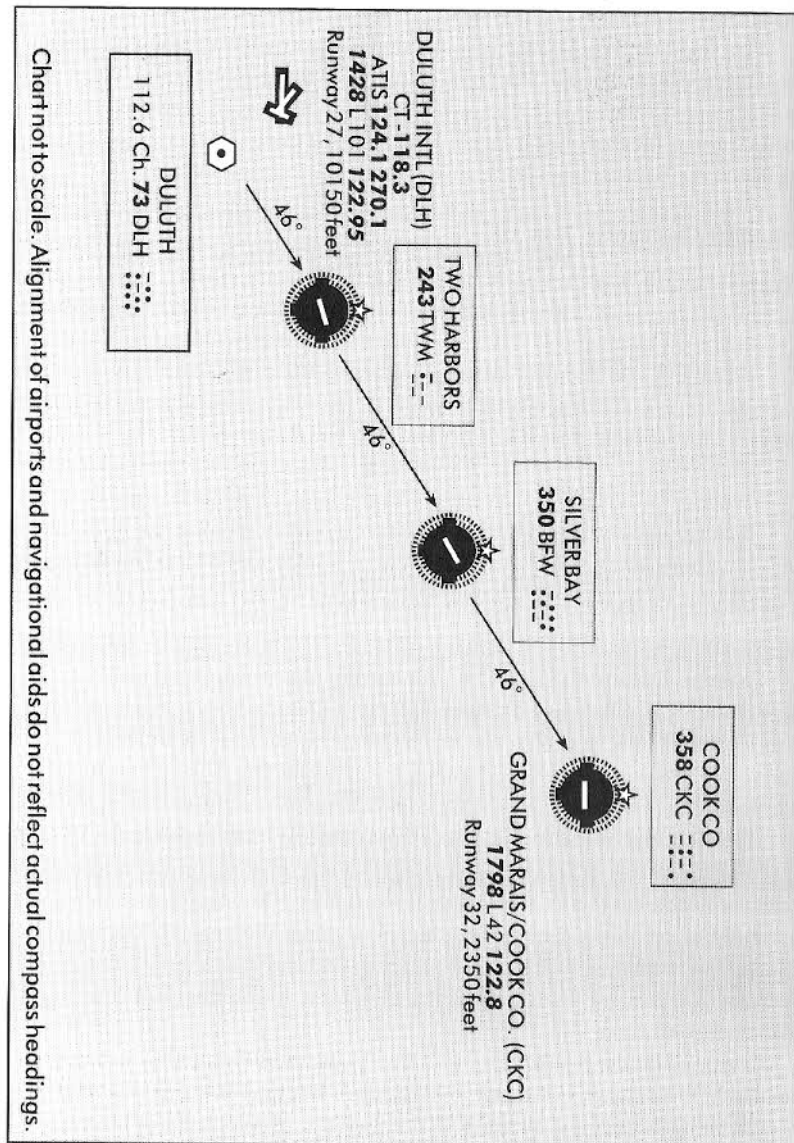 DULUTH INTL (DLH)
CT-118.3
ATIS 124.1 270.1
1428 L 101 122.95
Runway 27, 10150 feet
DULUTH
112.6 Ch. 73 DLH
46°
TWO HARBORS
243 TWM
46°
SILVER BAY
350 BFW
46°
COOK CO
358 CKC
GRAND MARAIS/COOK CO. (CKC)
1798 L 42 122.8
Runway 32, 2350 feet
Chart not to scale. Alignment of airports and navigational aids do not reflect actual compass headings.